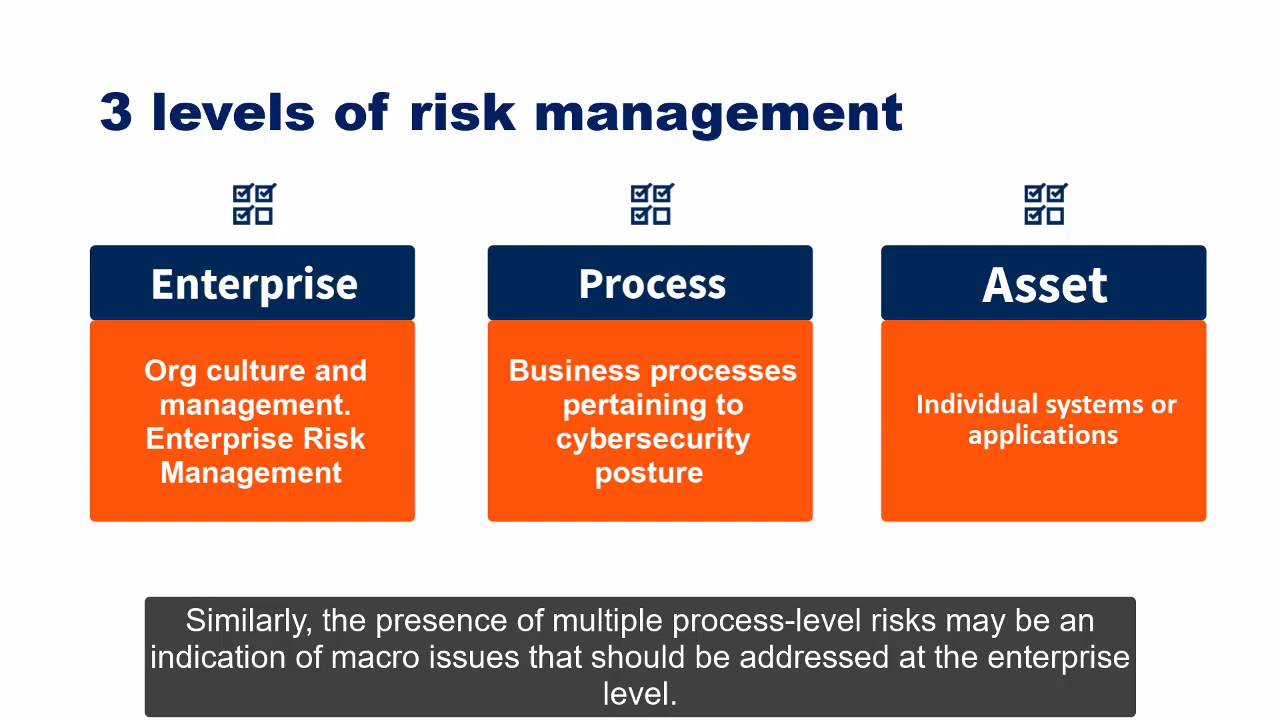 3 levels of risk management
Enterprise
Org culture and
management.
Enterprise Risk
Management
Process
Business processes
pertaining to
cybersecurity
posture
Asset
Individual systems or
applications
Similarly, the presence of multiple process-level risks may be an
indication of macro issues that should be addressed at the enterprise
level.